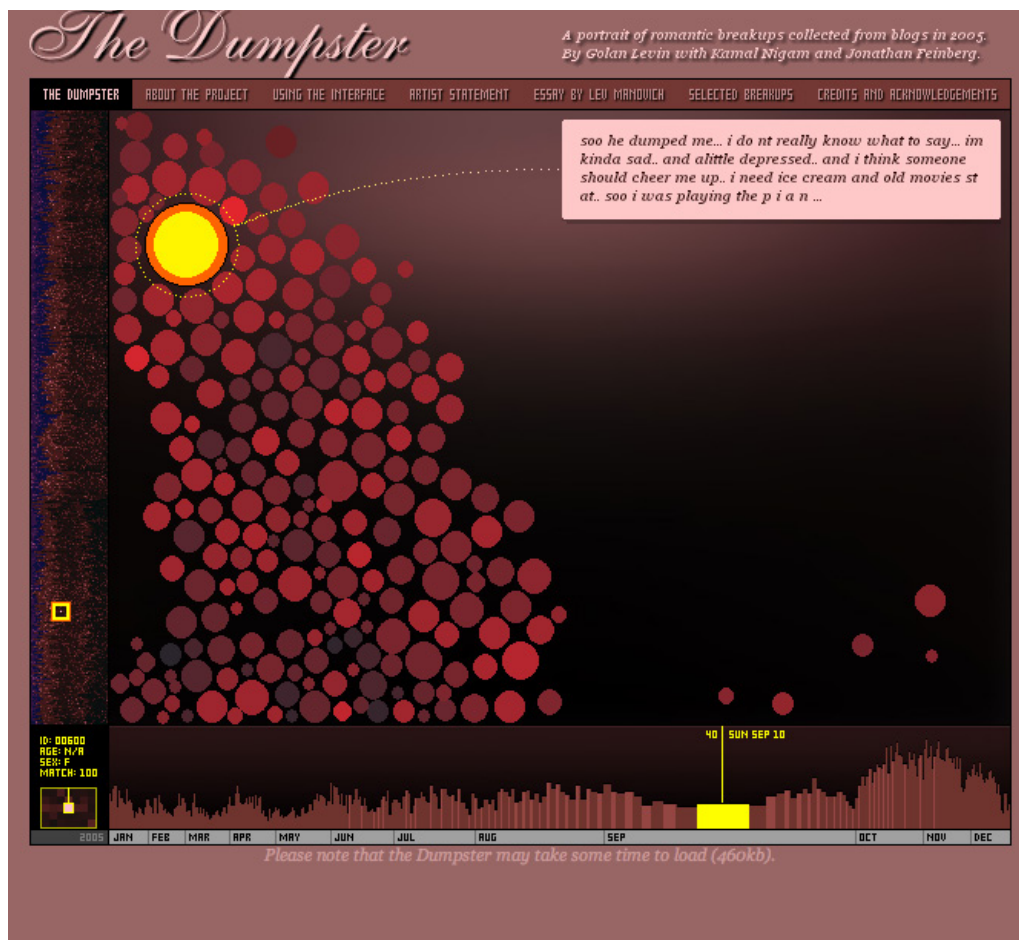 The Dumpster
A portrait of romantic breakups collected from blogs in 2005.
By Golan Levin with Kamal Nigam and Jonathan Feinberg.
THE DUMPSTER ABOUT THE PROJECT USING THE INTERFACE ARTIST STATEMENT ESSAY BY LEV MANOVICH SELECTED BREAKUPS CREDITS AND ACKNOWLEDGEMENTS
soo he dumped me... i do nt really know what to say... im
kinda sad.. and alittle depressed.. and i think someone
should cheer me up.. i need ice cream and old movies st
at.. soo i was playing the p i a n ...
40 SUN SEP 10
ID: 00600
AGE: N/A
SEX: F
MATCH: 100
2005 JAN FEB MAR APR MAY JUN JUL AUG SEP OCT NOV DEC
Please note that the Dumpster may take some time to load (460kb).